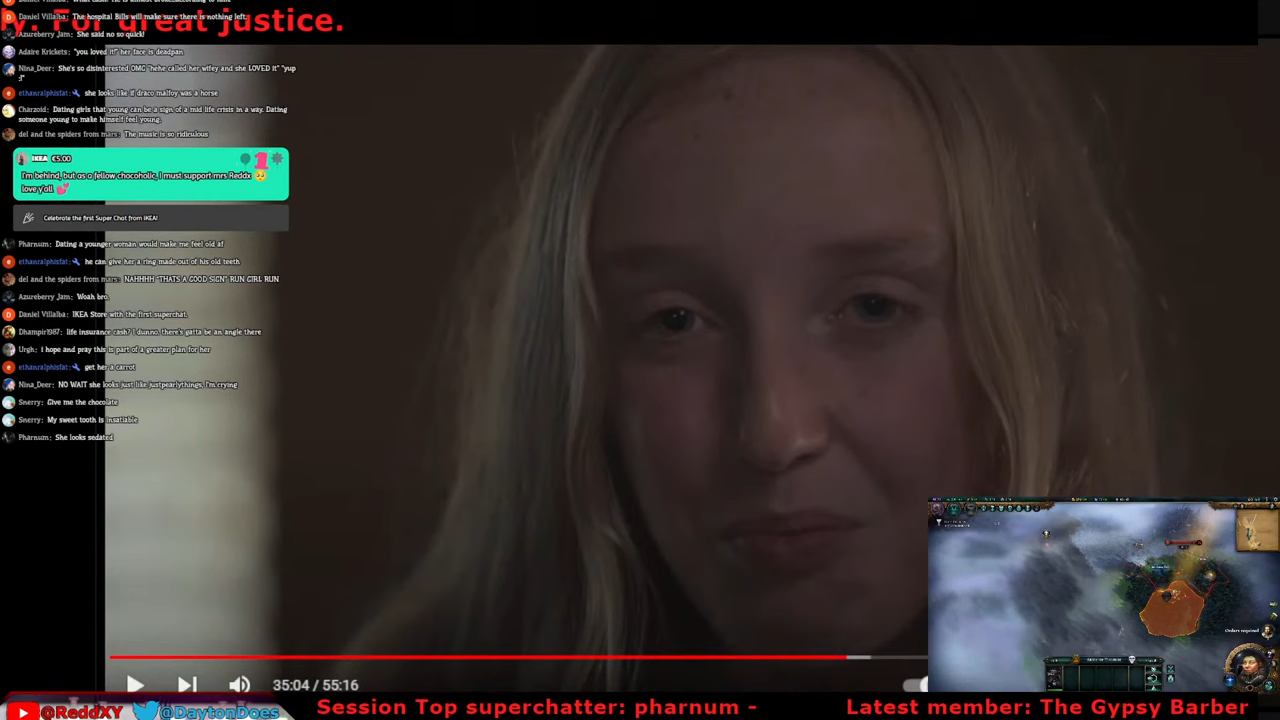 y. For great justice.
Daniel Villalba: The hospital Bills will make sure there is nothing left.
Azureberry Jam: She said no so quick!
Adaire Krickets: "you loved it!" her face is deadpan
Nina_Deer: She's so disinterested OMG "hehe called her wifey and she LOVED it" "yup
:!"
ethanralphisfat: she looks like if draco malfoy was a horse
Charzoid: Dating girls that young can be a sign of a mid life crisis in a way. Dating
someone young to make himself feel young.
del and the spiders from mars: The music is so ridiculous
IKEA €5.00
I'm behind, but as a fellow chocoholic, I must support mrs Reddx 🥺
love y'all 💕
Celebrate the first Super Chat from IKEA!
Pharnum: Dating a younger woman would make me feel old af
ethanralphisfat: he can give her a ring made out of his old teeth
del and the spiders from mars: NAHHHH "THATS A GOOD SIGN" RUN GIRL RUN
Azureberry Jam: Woah bro.
Daniel Villalba: IKEA Store with the first superchat.
Dhampir1987: life insurance cash? I dunno, there's gatta be an angle there
Urgh: i hope and pray this is part of a greater plan for her
ethanralphisfat: get her a carrot
Nina_Deer: NO WAIT she looks just like justpearlythings, I'm crying
Snerry: Give me the chocolate
Snerry: My sweet tooth is insatiable
Pharnum: She looks sedated
Orders required
35:04 / 55:16
@ReddXY @DaytonDoes
Session Top superchatter: pharnum - Latest member: The Gypsy Barber